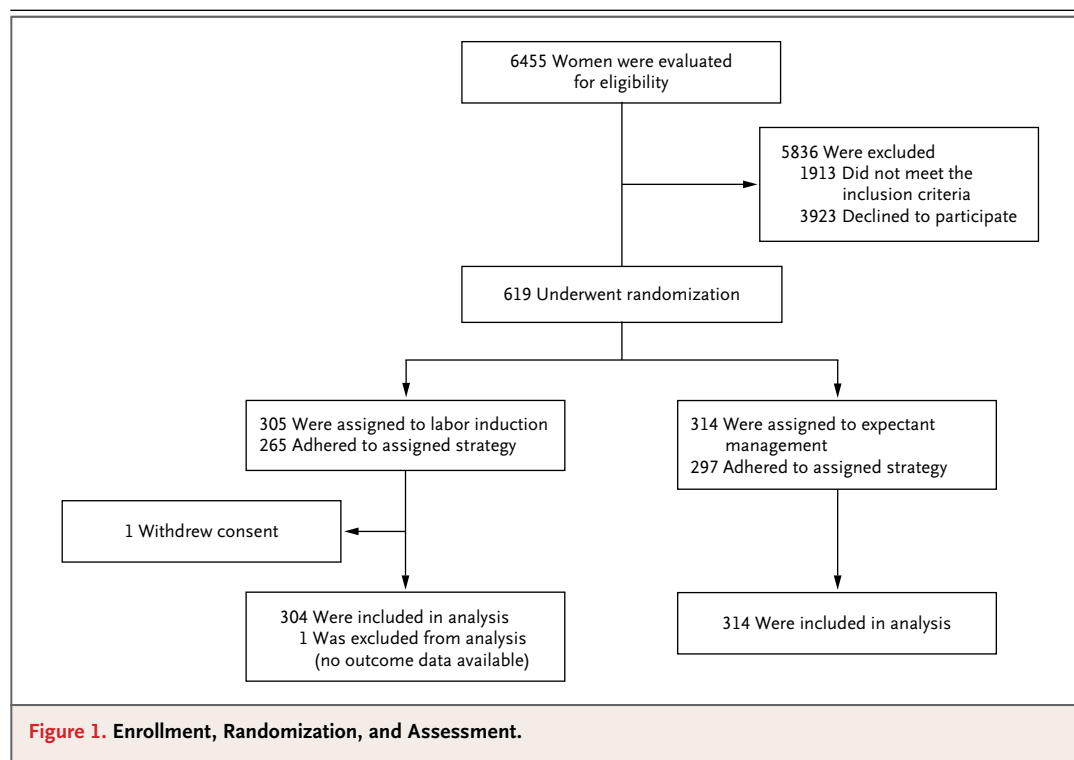 6455 Women were evaluated
for eligibility
5836 Were excluded
1913 Did not meet the
inclusion criteria
3923 Declined to participate
619 Underwent randomization
305 Were assigned to labor induction
265 Adhered to assigned strategy
314 Were assigned to expectant
management
297 Adhered to assigned strategy
1 Withdrew consent
304 Were included in analysis
1 Was excluded from analysis
(no outcome data available)
314 Were included in analysis
Figure 1. Enrollment, Randomization, and Assessment.